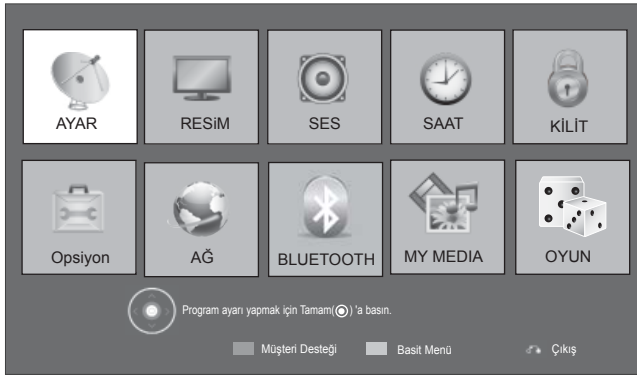 AYAR RESiM SES SAAT KİLİT
Opsiyon AĞ BLUETOOTH MY MEDIA OYUN
Program ayarı yapmak için Tamam(◉) 'a basın.
Müşteri Desteği Basit Menü Çıkış